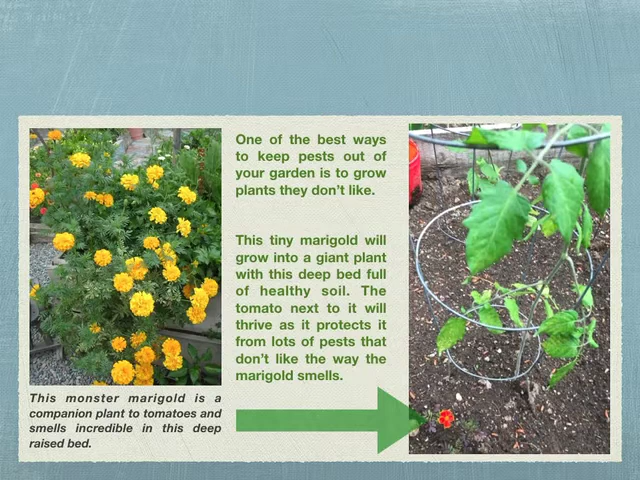 One of the best ways
to keep pests out of
your garden is to grow
plants they don't like.
This tiny marigold will
grow into a giant plant
with this deep bed full
of healthy soil. The
tomato next to it will
thrive as it protects it
from lots of pests that
don't like the way the
marigold smells.
This monster marigold is a
companion plant to tomatoes and
smells incredible in this deep
raised bed.